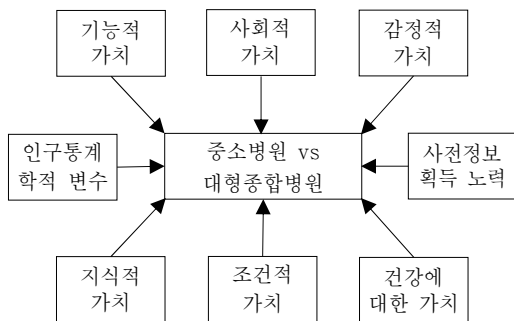 기능적
가치
사회적
가치
감정적
가치
인구통계
학적 변수
중소병원 vs
대형종합병원
사전정보
획득 노력
지식적
가치
조건적
가치
건강에
대한 가치